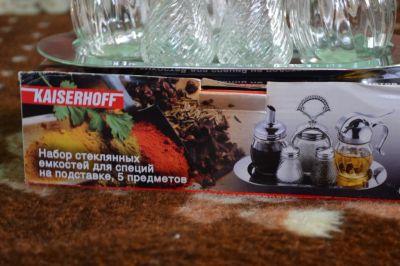 KAISERHOFF
Набор стеклянных
емкостей для специй
на подставке, 5 предметов